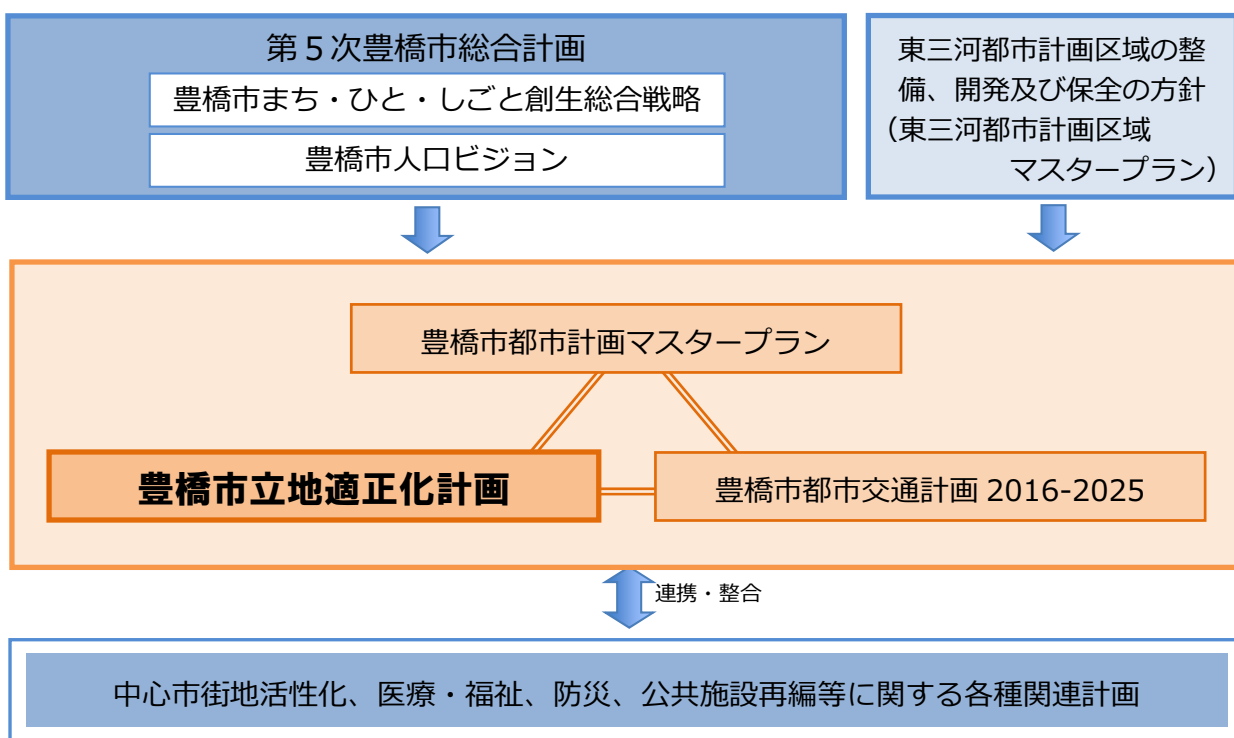 第5次豊橋市総合計画
豊橋市まち・ひと・しごと創生総合戦略
豊橋市人口ビジョン
東三河都市計画区域の整
備、開発及び保全の方針
（東三河都市計画区域
マスタープラン）
豊橋市都市計画マスタープラン
豊橋市立地適正化計画
豊橋市都市交通計画 2016-2025
連携・整合
中心市街地活性化、医療・福祉、防災、公共施設再編等に関する各種関連計画